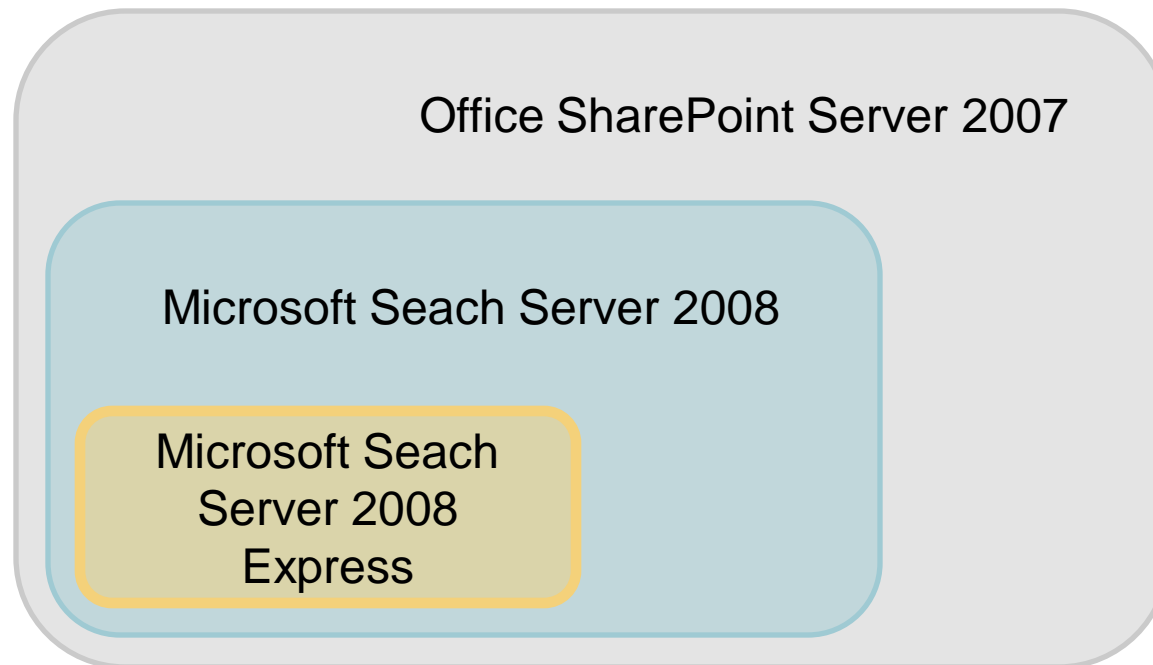 Office SharePoint Server 2007
Microsoft Seach Server 2008
Microsoft Seach
Server 2008
Express